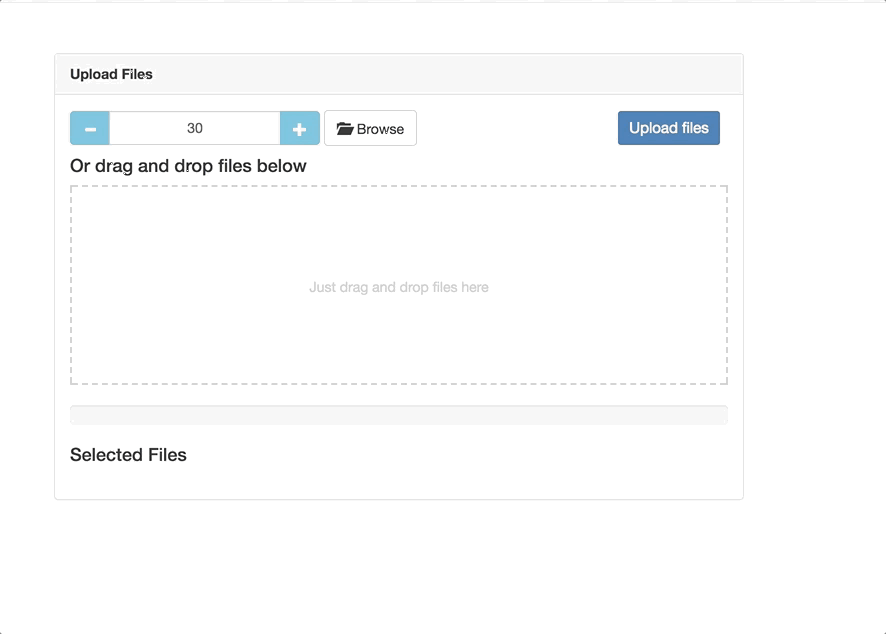 Upload Files
30 Browse Upload files
Or drag and drop files below
Just drag and drop files here
Selected Files